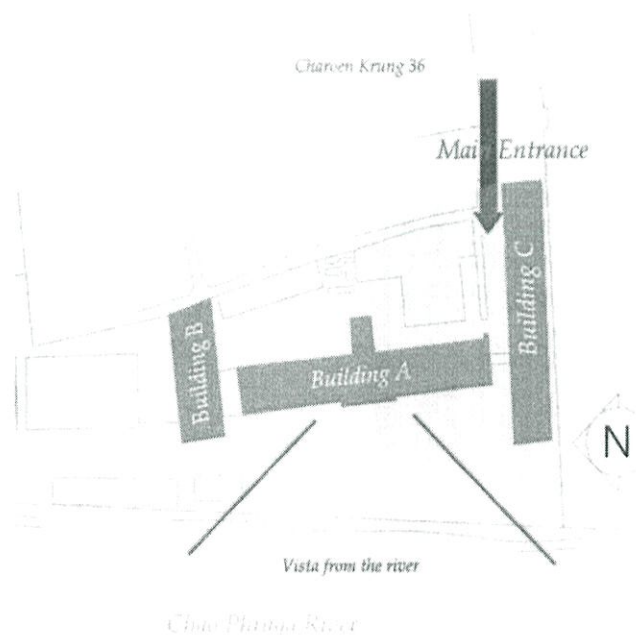 Charoen Krung 36
Main Entrance
Building C
Building B
Building A
N
Vista from the river
Chao Phraya River